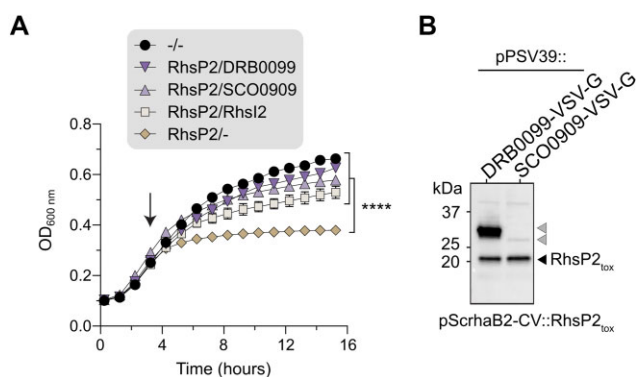 A
-/-
RhsP2/DRB0099
RhsP2/SCO0909
RhsP2/RhsI2
RhsP2/-
OD600 nm
0.8
0.6
0.4
0.2
0.0
****
0
4
8
12
16
Time (hours)
B
pPSV39::
DRB0099-VSV-G
SCO0909-VSV-G
kDa
37
25
20
RhsP2tox
pScrhaB2-CV::RhsP2tox